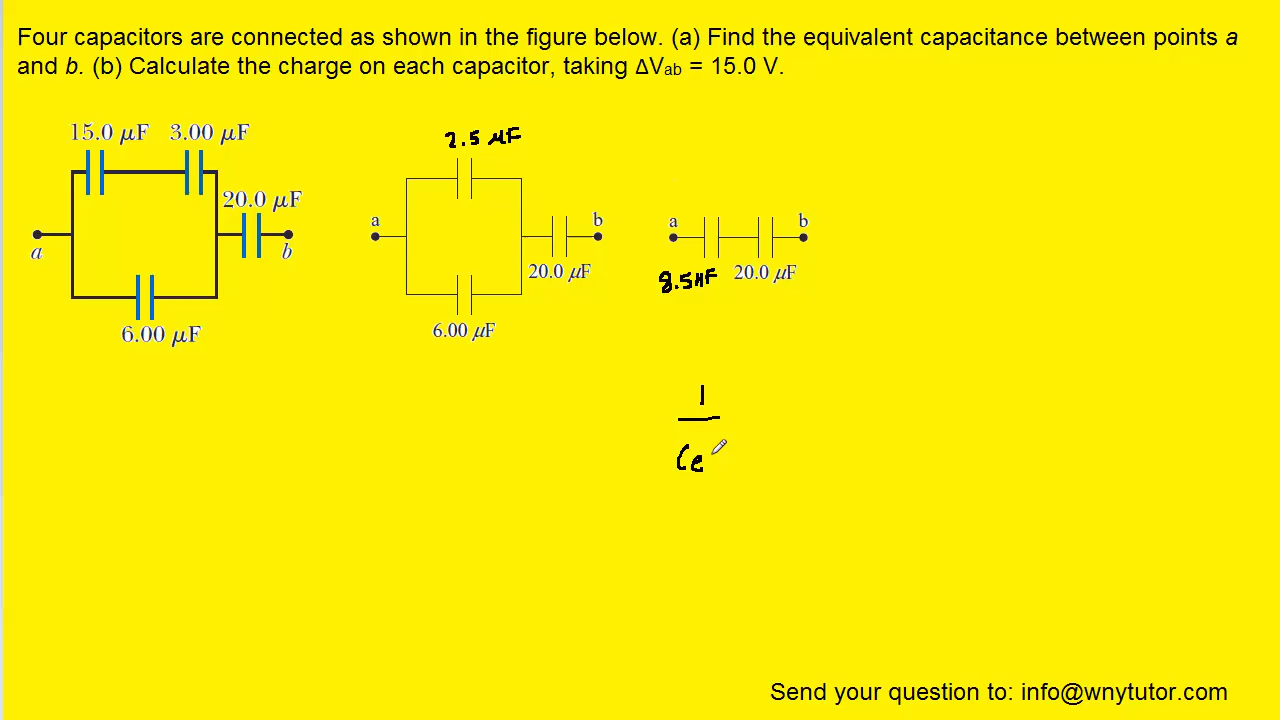 Four capacitors are connected as shown in the figure below. (a) Find the equivalent capacitance between points a
and b. (b) Calculate the charge on each capacitor, taking ΔVab = 15.0 V.
15.0 μF 3.00 μF
20.0 μF
a
b
6.00 μF
2.5 μF
a
b
20.0 μF
6.00 μF
a
b
8.5μF
20.0 μF
1
Ce
Send your question to: info@wnytutor.com